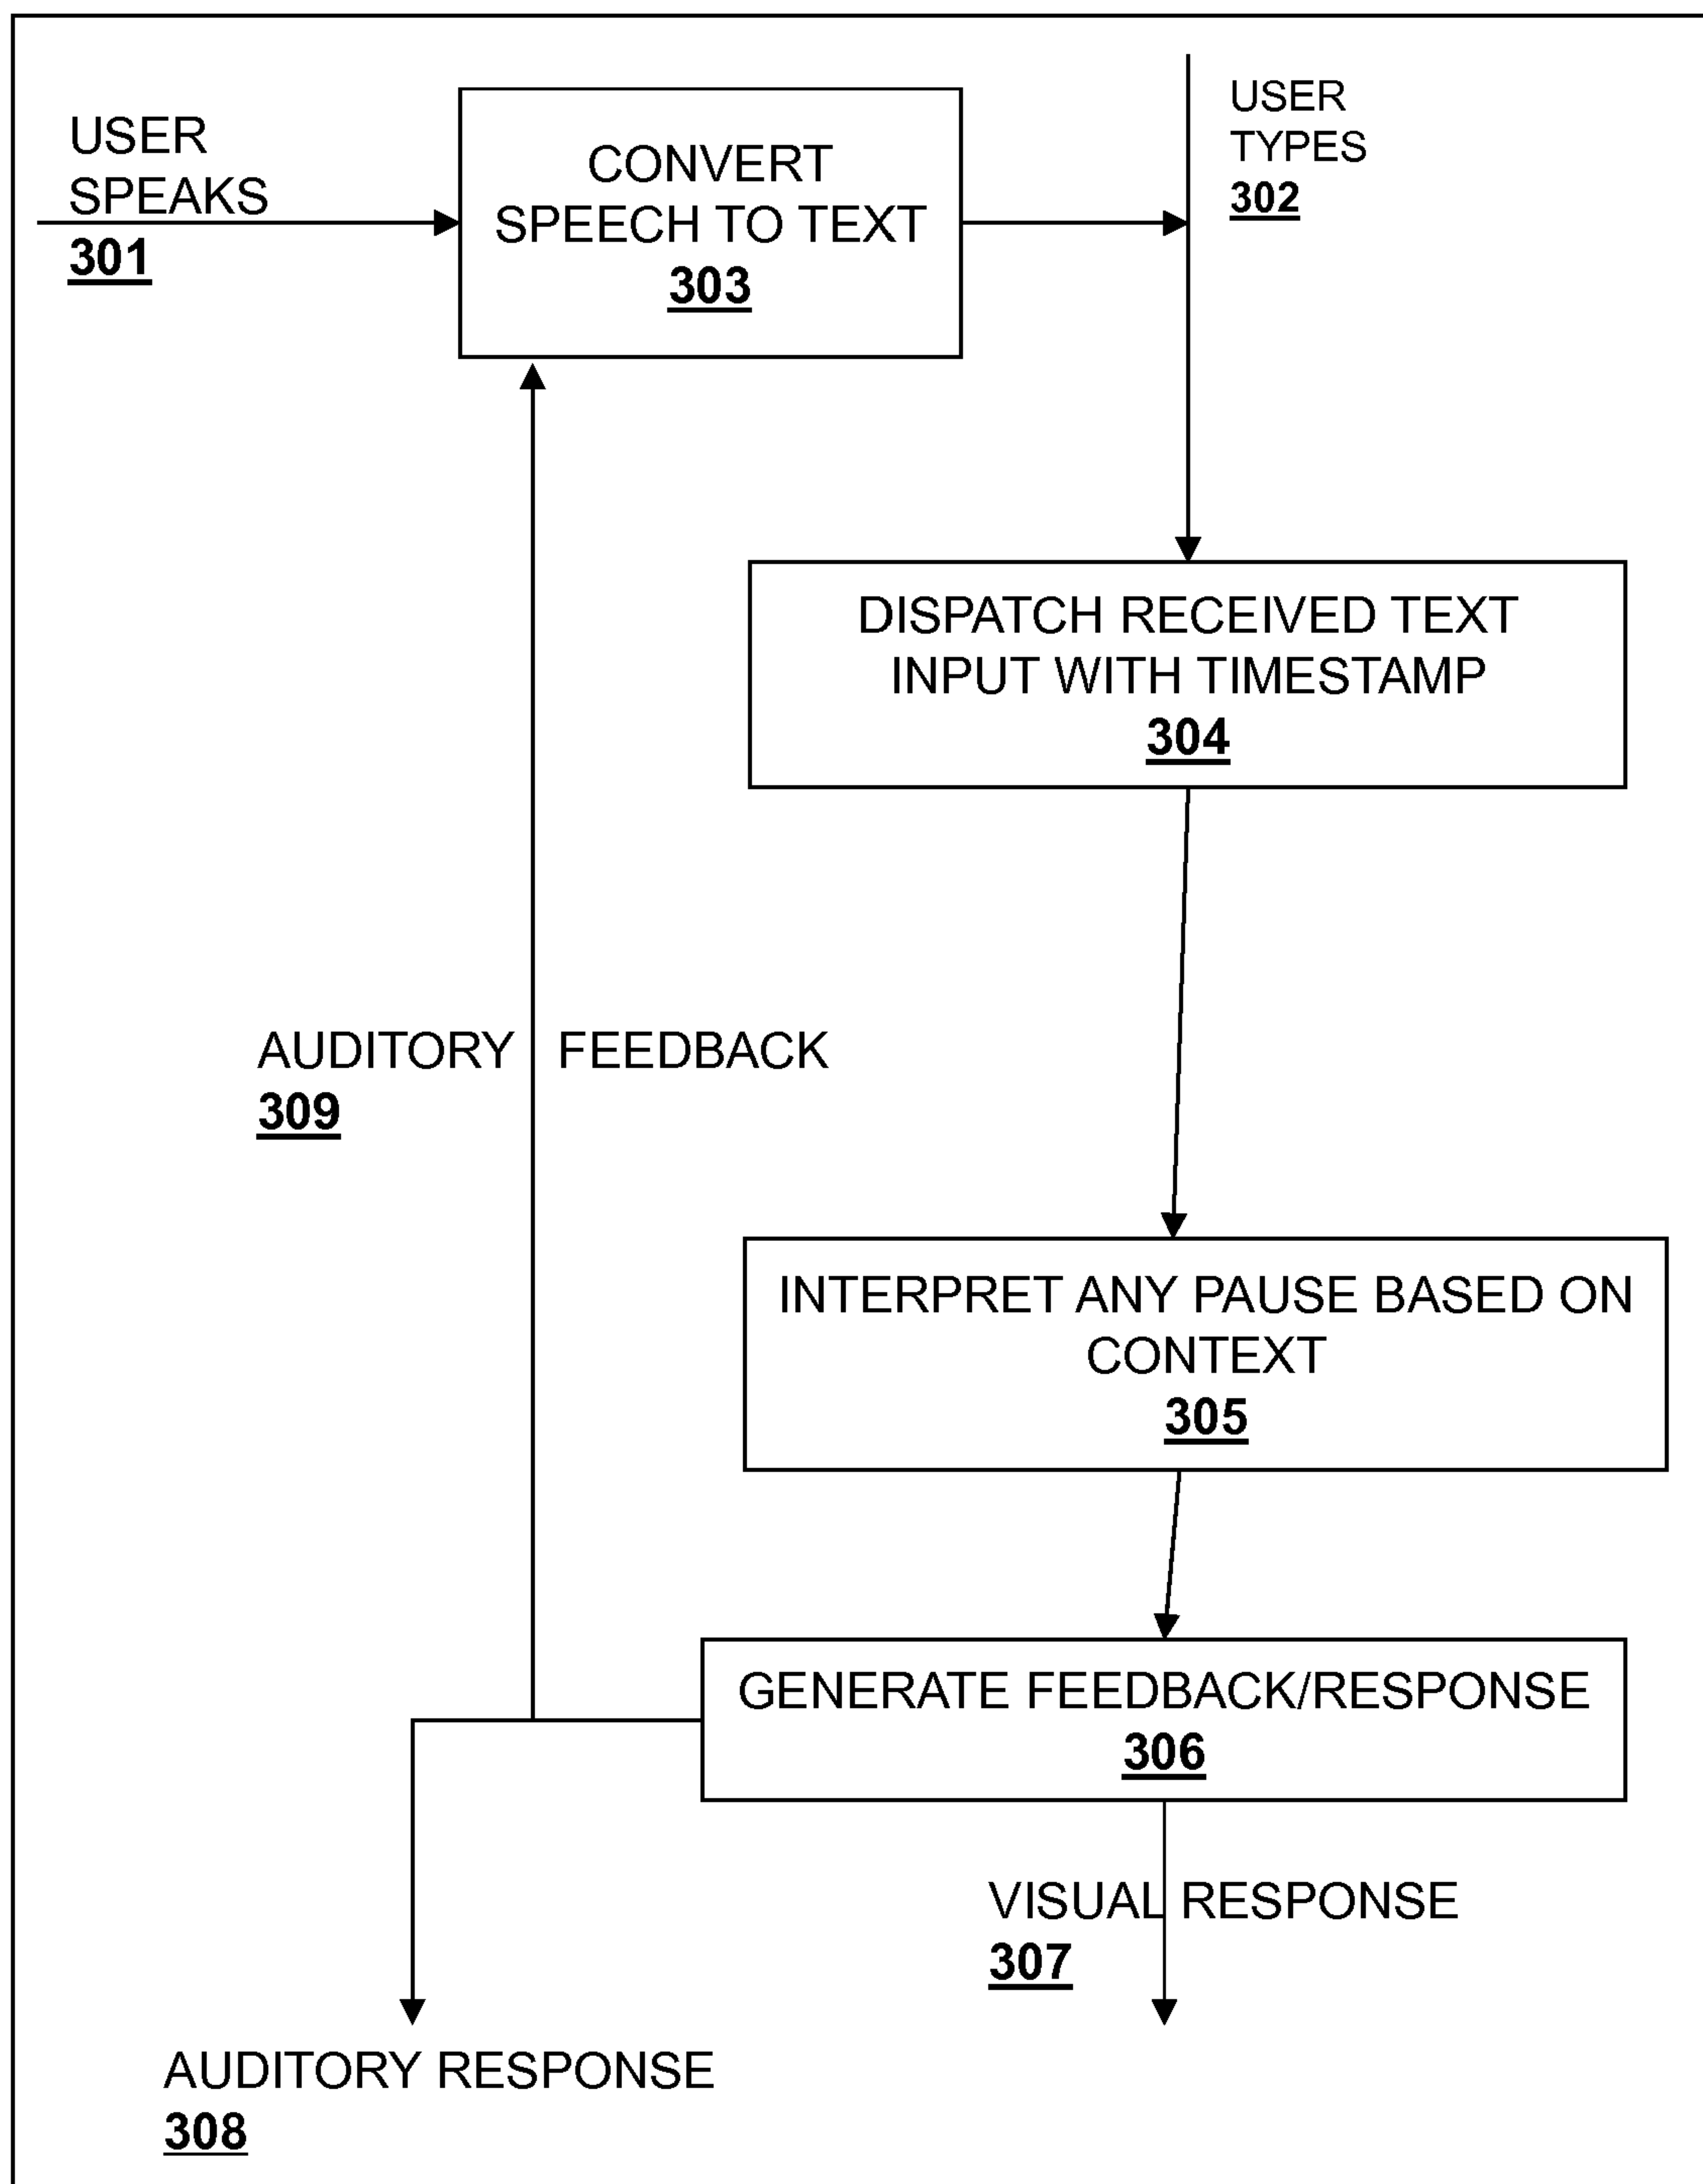 USER
SPEAKS
301
CONVERT
SPEECH TO TEXT
303
USER
TYPES
302
DISPATCH RECEIVED TEXT
INPUT WITH TIMESTAMP
304
AUDITORY FEEDBACK
309
INTERPRET ANY PAUSE BASED ON
CONTEXT
305
GENERATE FEEDBACK/RESPONSE
306
VISUAL RESPONSE
307
AUDITORY RESPONSE
308